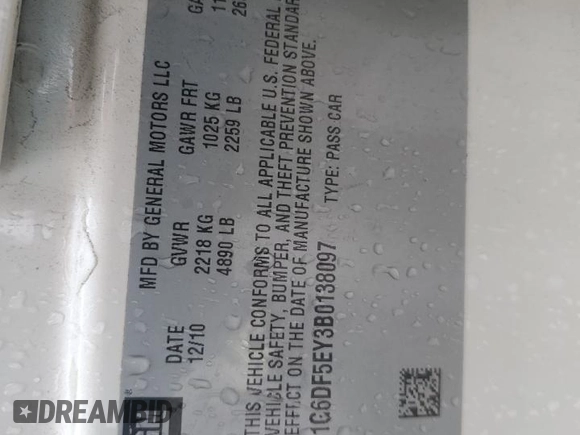 MFD BY GENERAL MOTORS LLC
DATE GVWR GAWR FRT
12/10 2218 KG 1025 KG
4890 LB 2259 LB
THIS VEHICLE CONFORMS TO ALL APPLICABLE U.S. FEDERAL
VEHICLE SAFETY, BUMPER, AND THEFT PREVENTION STANDAR
EFFECT ON THE DATE OF MANUFACTURE SHOWN ABOVE.
1G6DF5EY3B0138097 TYPE: PASS CAR
DREAMBID